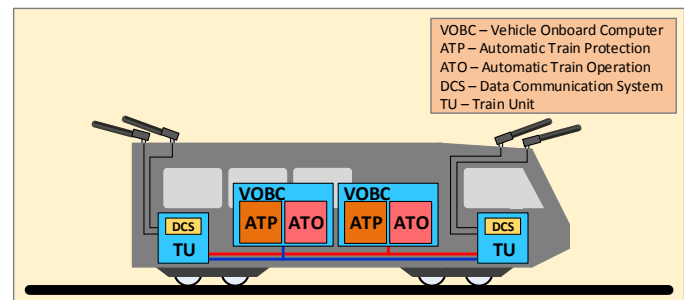 VOBC – Vehicle Onboard Computer
ATP – Automatic Train Protection
ATO – Automatic Train Operation
DCS – Data Communication System
TU – Train Unit
VOBC
VOBC
ATP
ATO
ATP
ATO
DCS
DCS
TU
TU